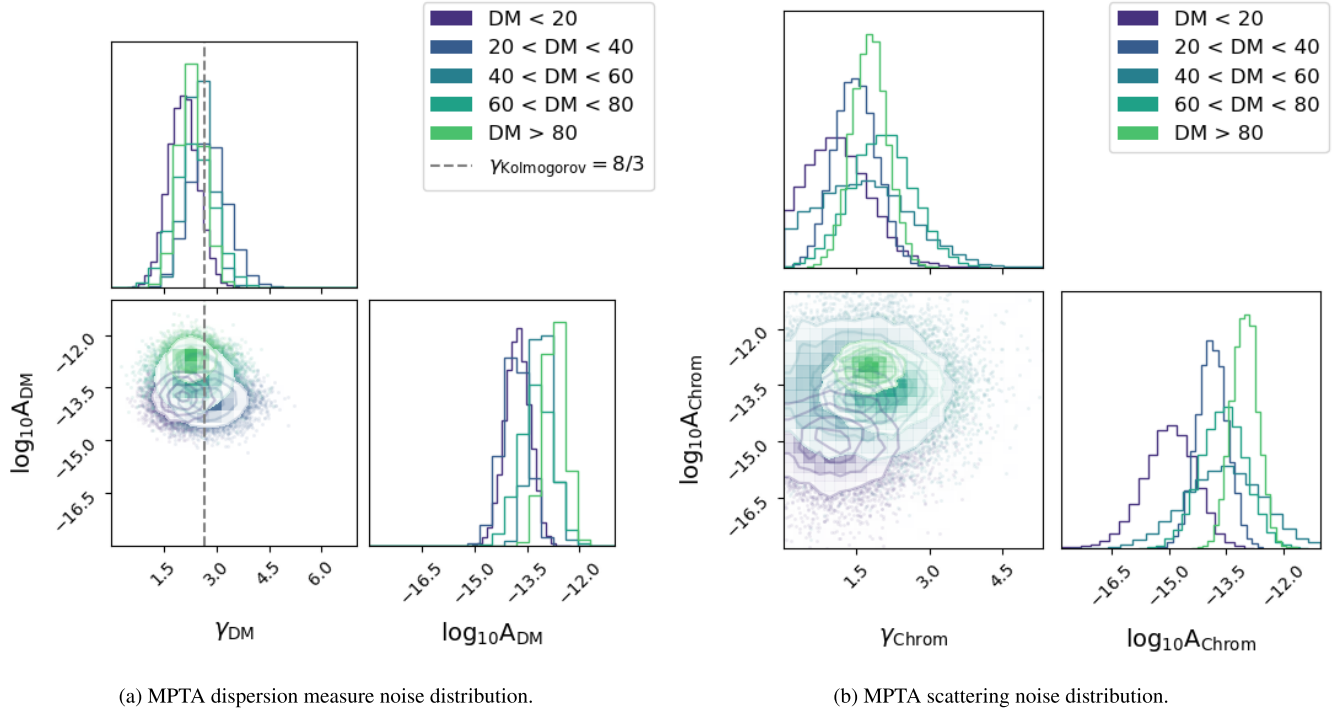 DM < 20
20 < DM < 40
40 < DM < 60
60 < DM < 80
DM > 80
γKolmogorov = 8/3
−12.0
−13.5
−15.0
−16.5
log10ADM
1.5
3.0
4.5
6.0
γDM
−16.5
−15.0
−13.5
−12.0
log10ADM
(a) MPTA dispersion measure noise distribution.
DM < 20
20 < DM < 40
40 < DM < 60
60 < DM < 80
DM > 80
−12.0
−13.5
−15.0
−16.5
log10AChrom
1.5
3.0
4.5
γChrom
−16.5
−15.0
−13.5
−12.0
log10AChrom
(b) MPTA scattering noise distribution.